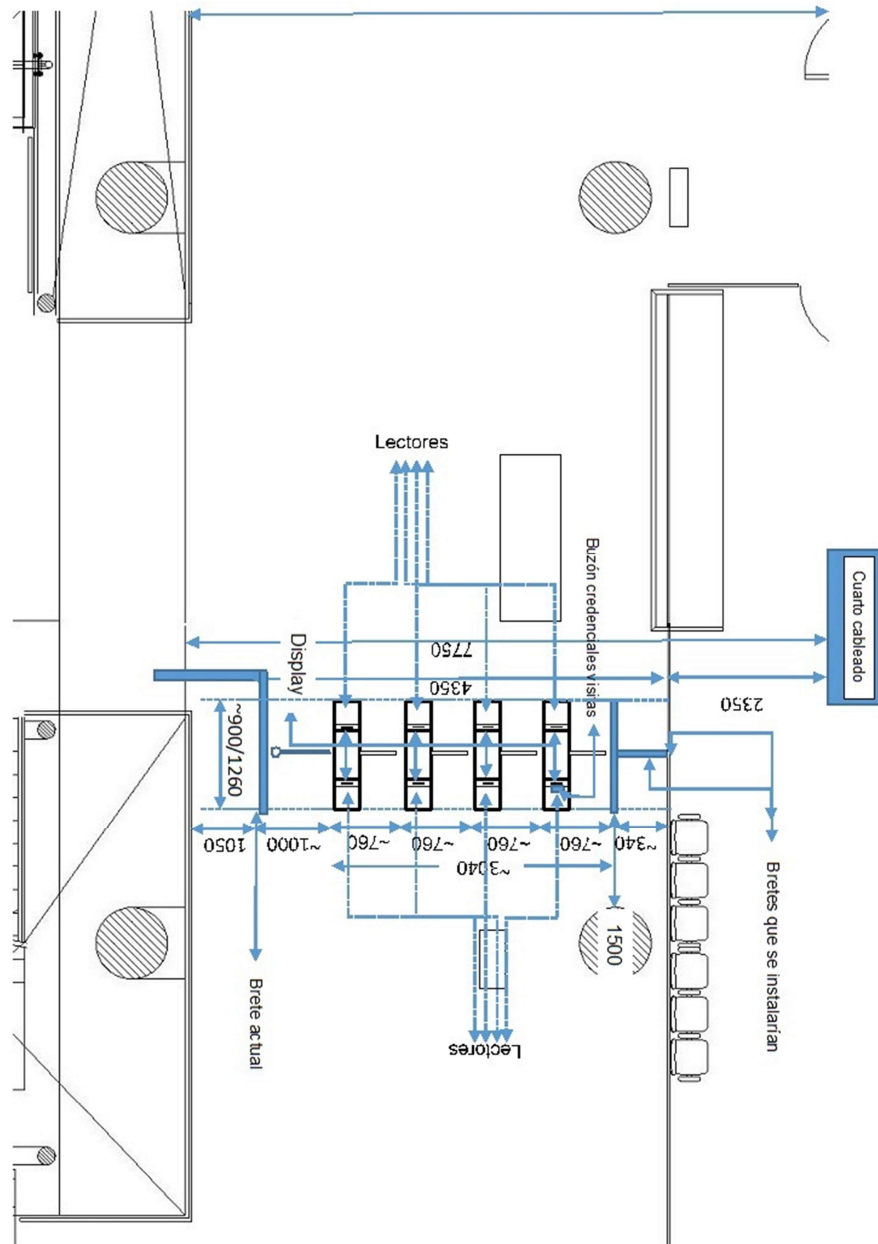 Lectores
Buzón credenciales visitas
Cuarto cableado
Display
7750
4350
2350
~900/1260
1050
~1000
~760
~760
~760
~760
~340
~3040
1500
Brete actual
Bretes que se instalarían
Lectores